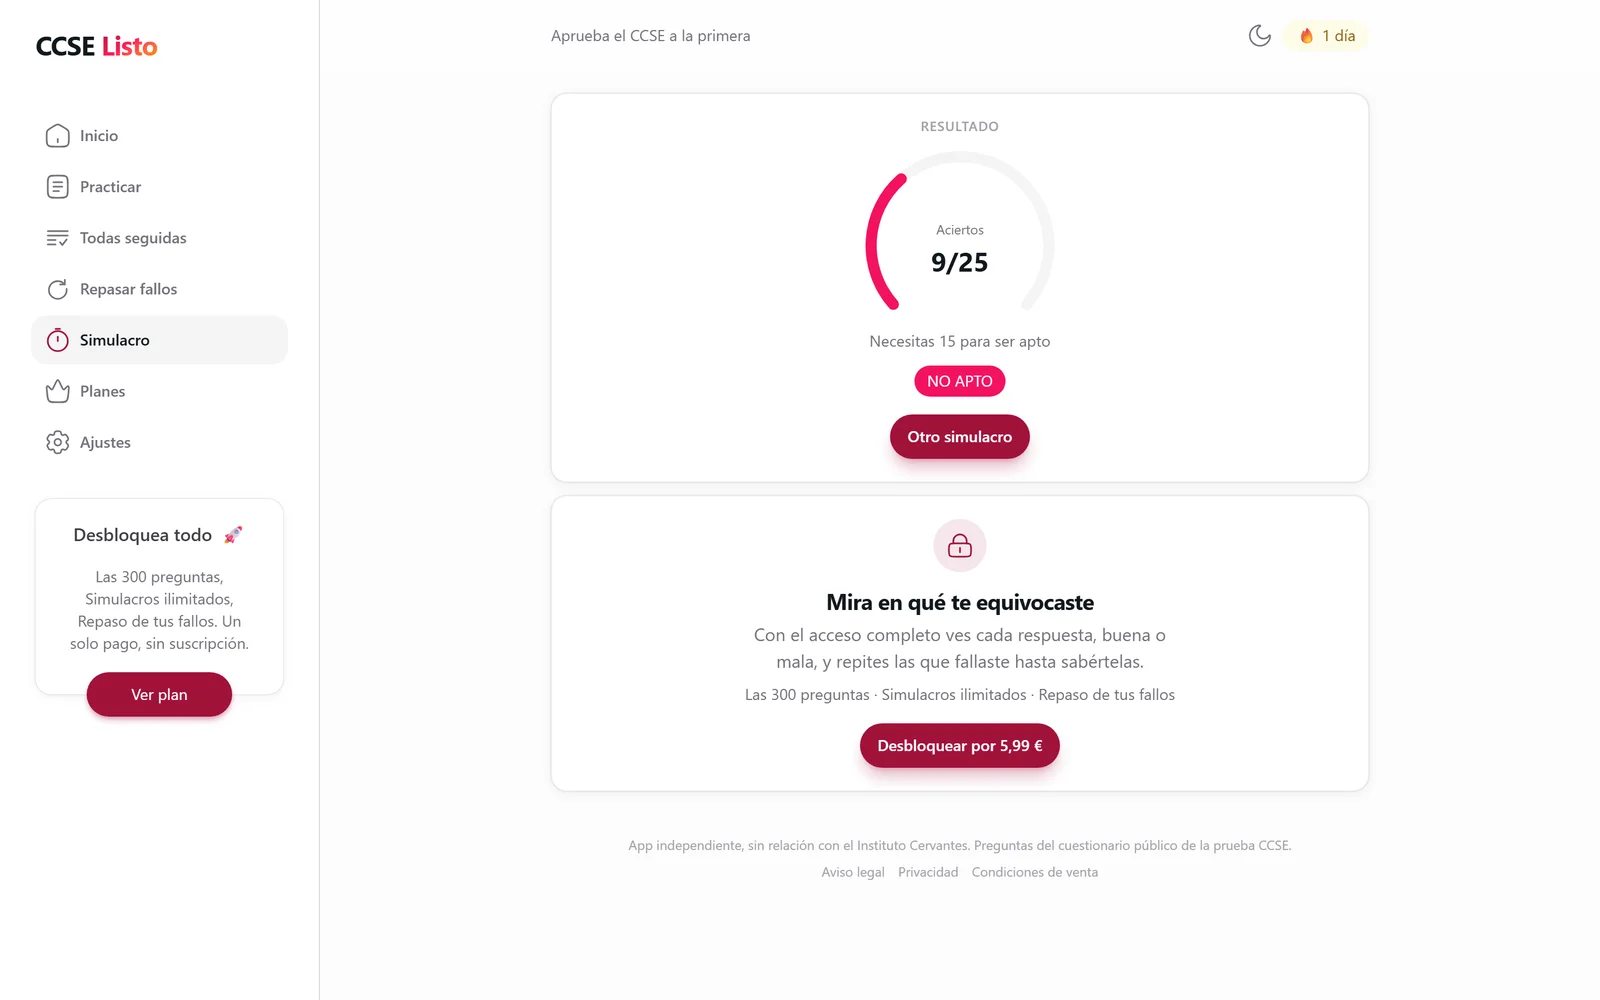 CCSE Listo
Inicio
Practicar
Todas seguidas
Repasar fallos
Simulacro
Planes
Ajustes
Desbloquea todo 🚀
Las 300 preguntas,
Simulacros ilimitados,
Repaso de tus fallos. Un
solo pago, sin suscripción.
Ver plan
Aprueba el CCSE a la primera
🔥 1 día
RESULTADO
Aciertos
9/25
Necesitas 15 para ser apto
NO APTO
Otro simulacro
Mira en qué te equivocaste
Con el acceso completo ves cada respuesta, buena o
mala, y repites las que fallaste hasta sabértelas.
Las 300 preguntas · Simulacros ilimitados · Repaso de tus fallos
Desbloquear por 5,99 €
App independiente, sin relación con el Instituto Cervantes. Preguntas del cuestionario público de la prueba CCSE.
Aviso legal Privacidad Condiciones de venta